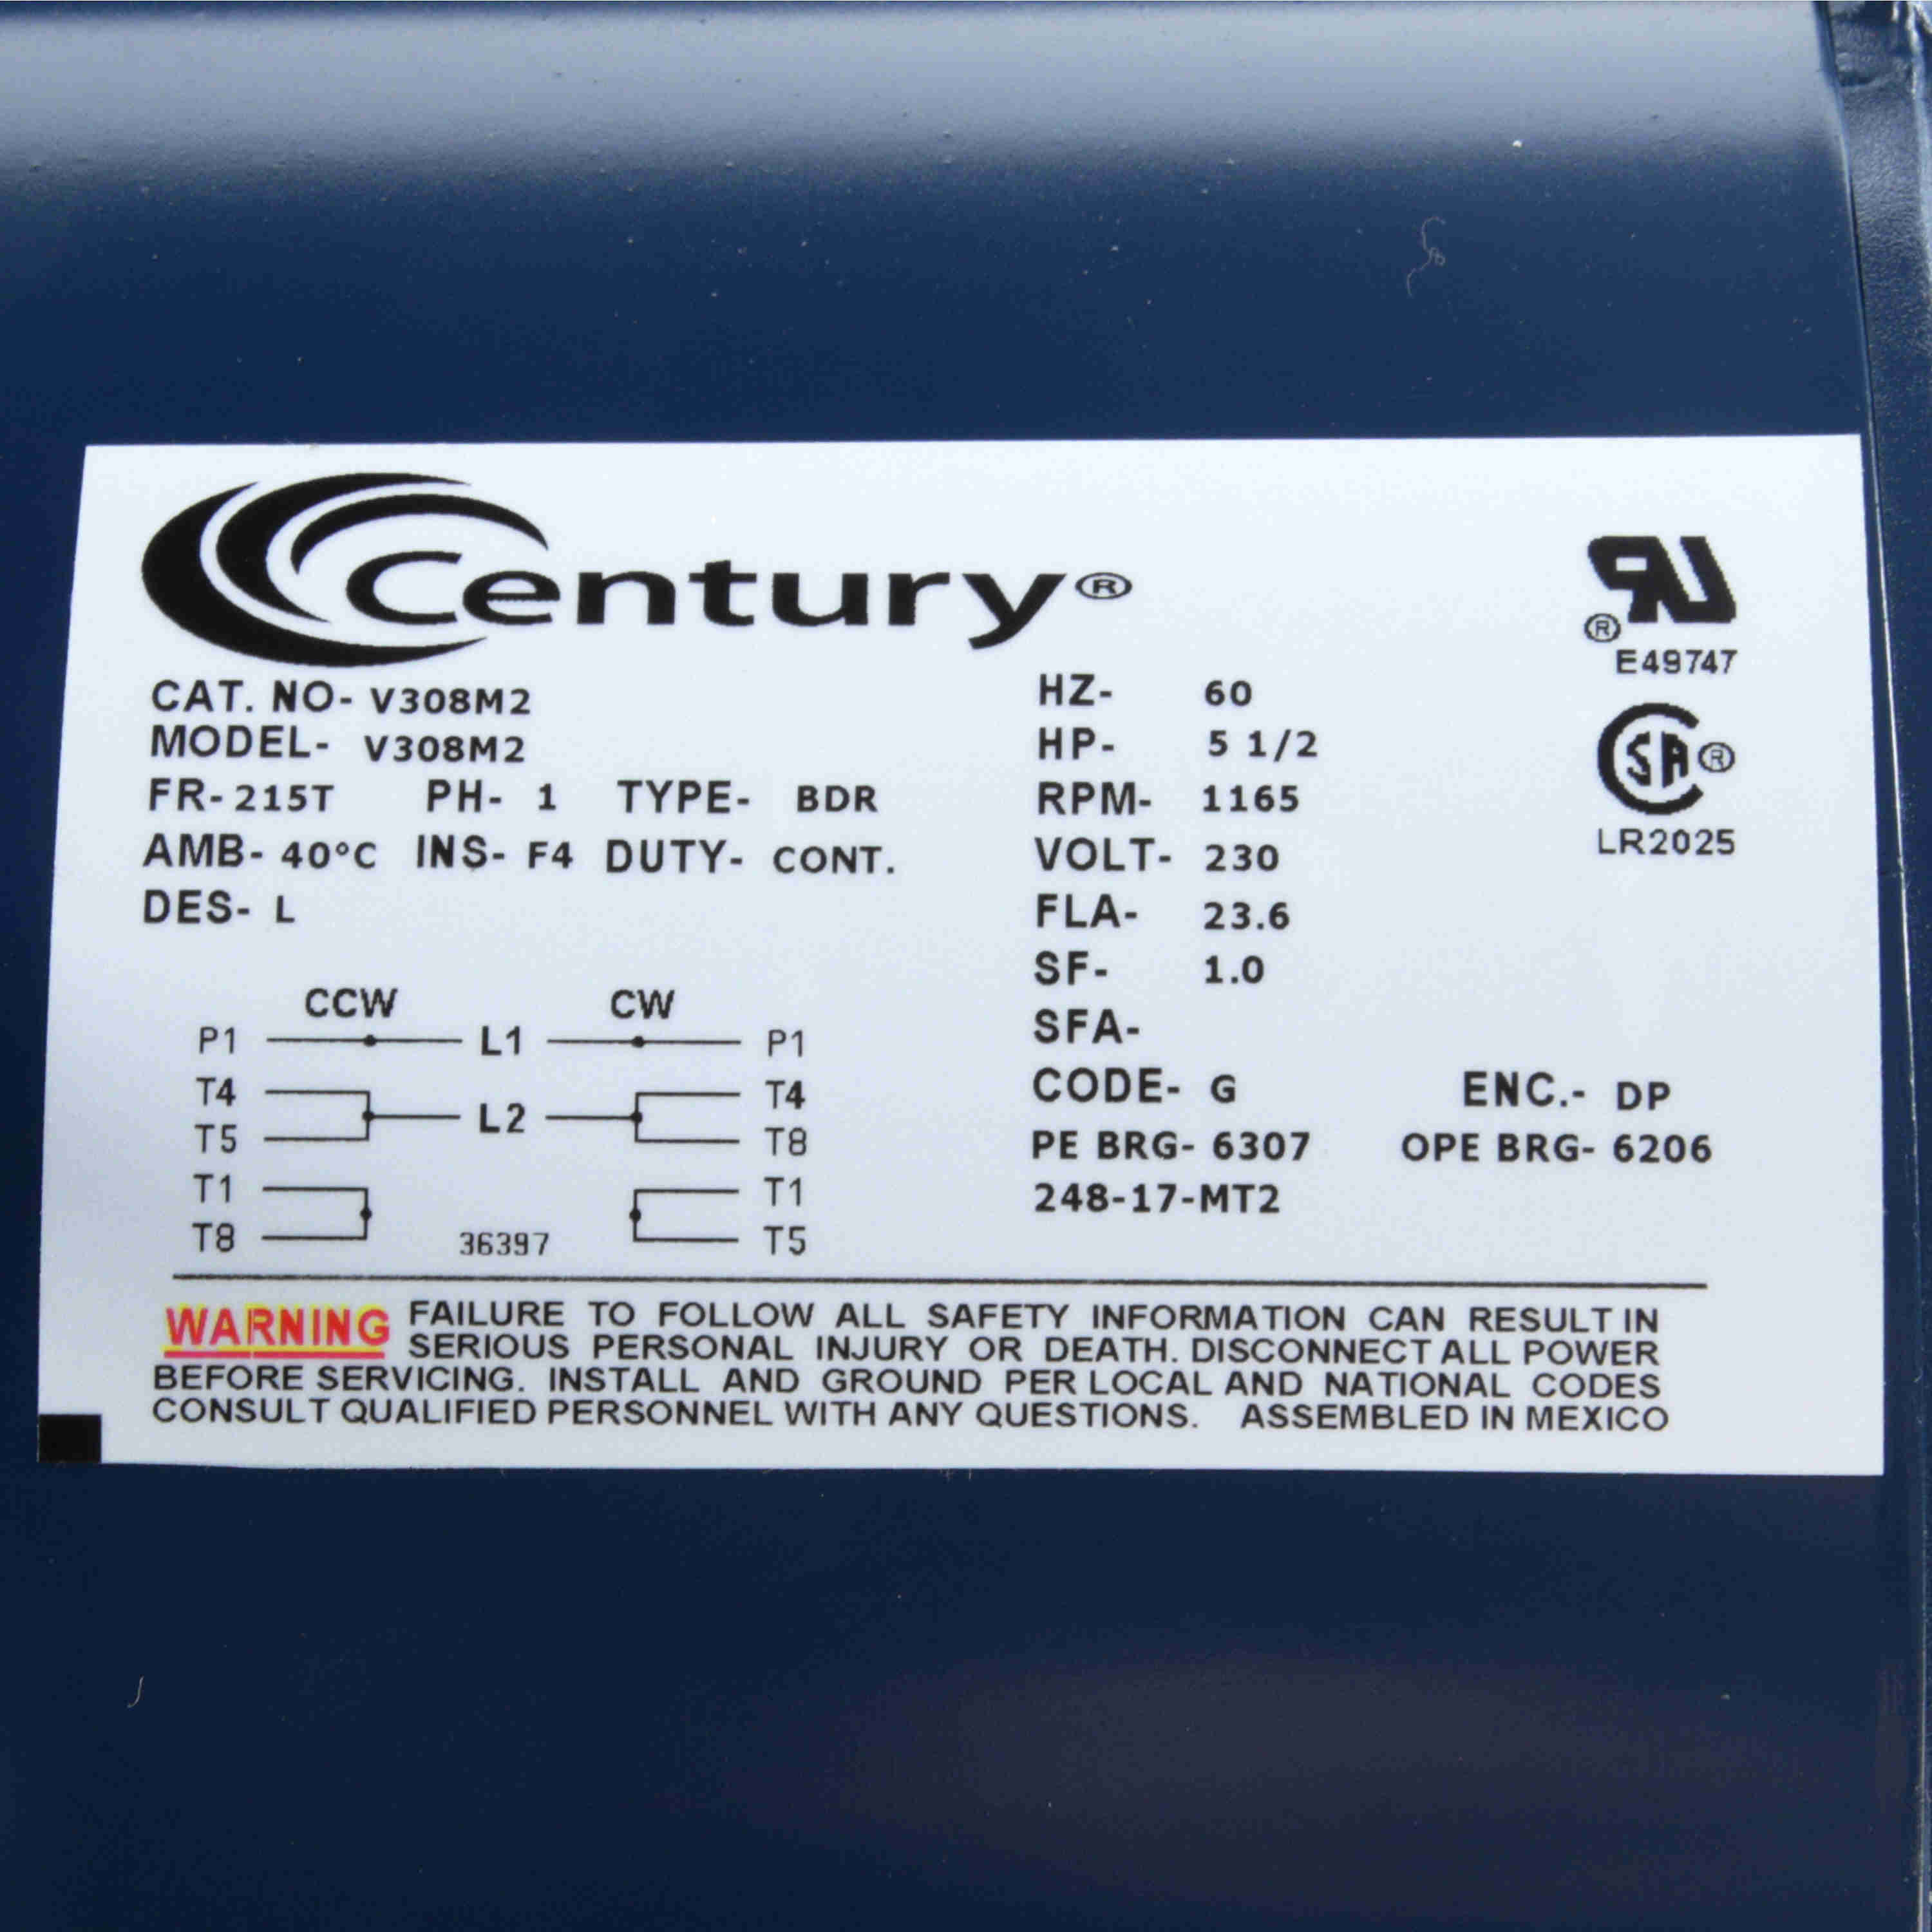 Century®
CAT. NO- V308M2
MODEL- V308M2
FR- 215T PH- 1 TYPE- BDR
AMB- 40°C INS- F4 DUTY- CONT.
DES- L
CCW CW
P1 L1 P1
T4 T4
L2
T5 T8
T1 T1
T8 36397 T5
HZ- 60
HP- 5 1/2
RPM- 1165
VOLT- 230
FLA- 23.6
SF- 1.0
SFA-
CODE- G ENC.- DP
PE BRG- 6307 OPE BRG- 6206
248-17-MT2
®
E49747
SA ®
LR2025
WARNING FAILURE TO FOLLOW ALL SAFETY INFORMATION CAN RESULT IN
SERIOUS PERSONAL INJURY OR DEATH. DISCONNECT ALL POWER
BEFORE SERVICING. INSTALL AND GROUND PER LOCAL AND NATIONAL CODES
CONSULT QUALIFIED PERSONNEL WITH ANY QUESTIONS. ASSEMBLED IN MEXICO